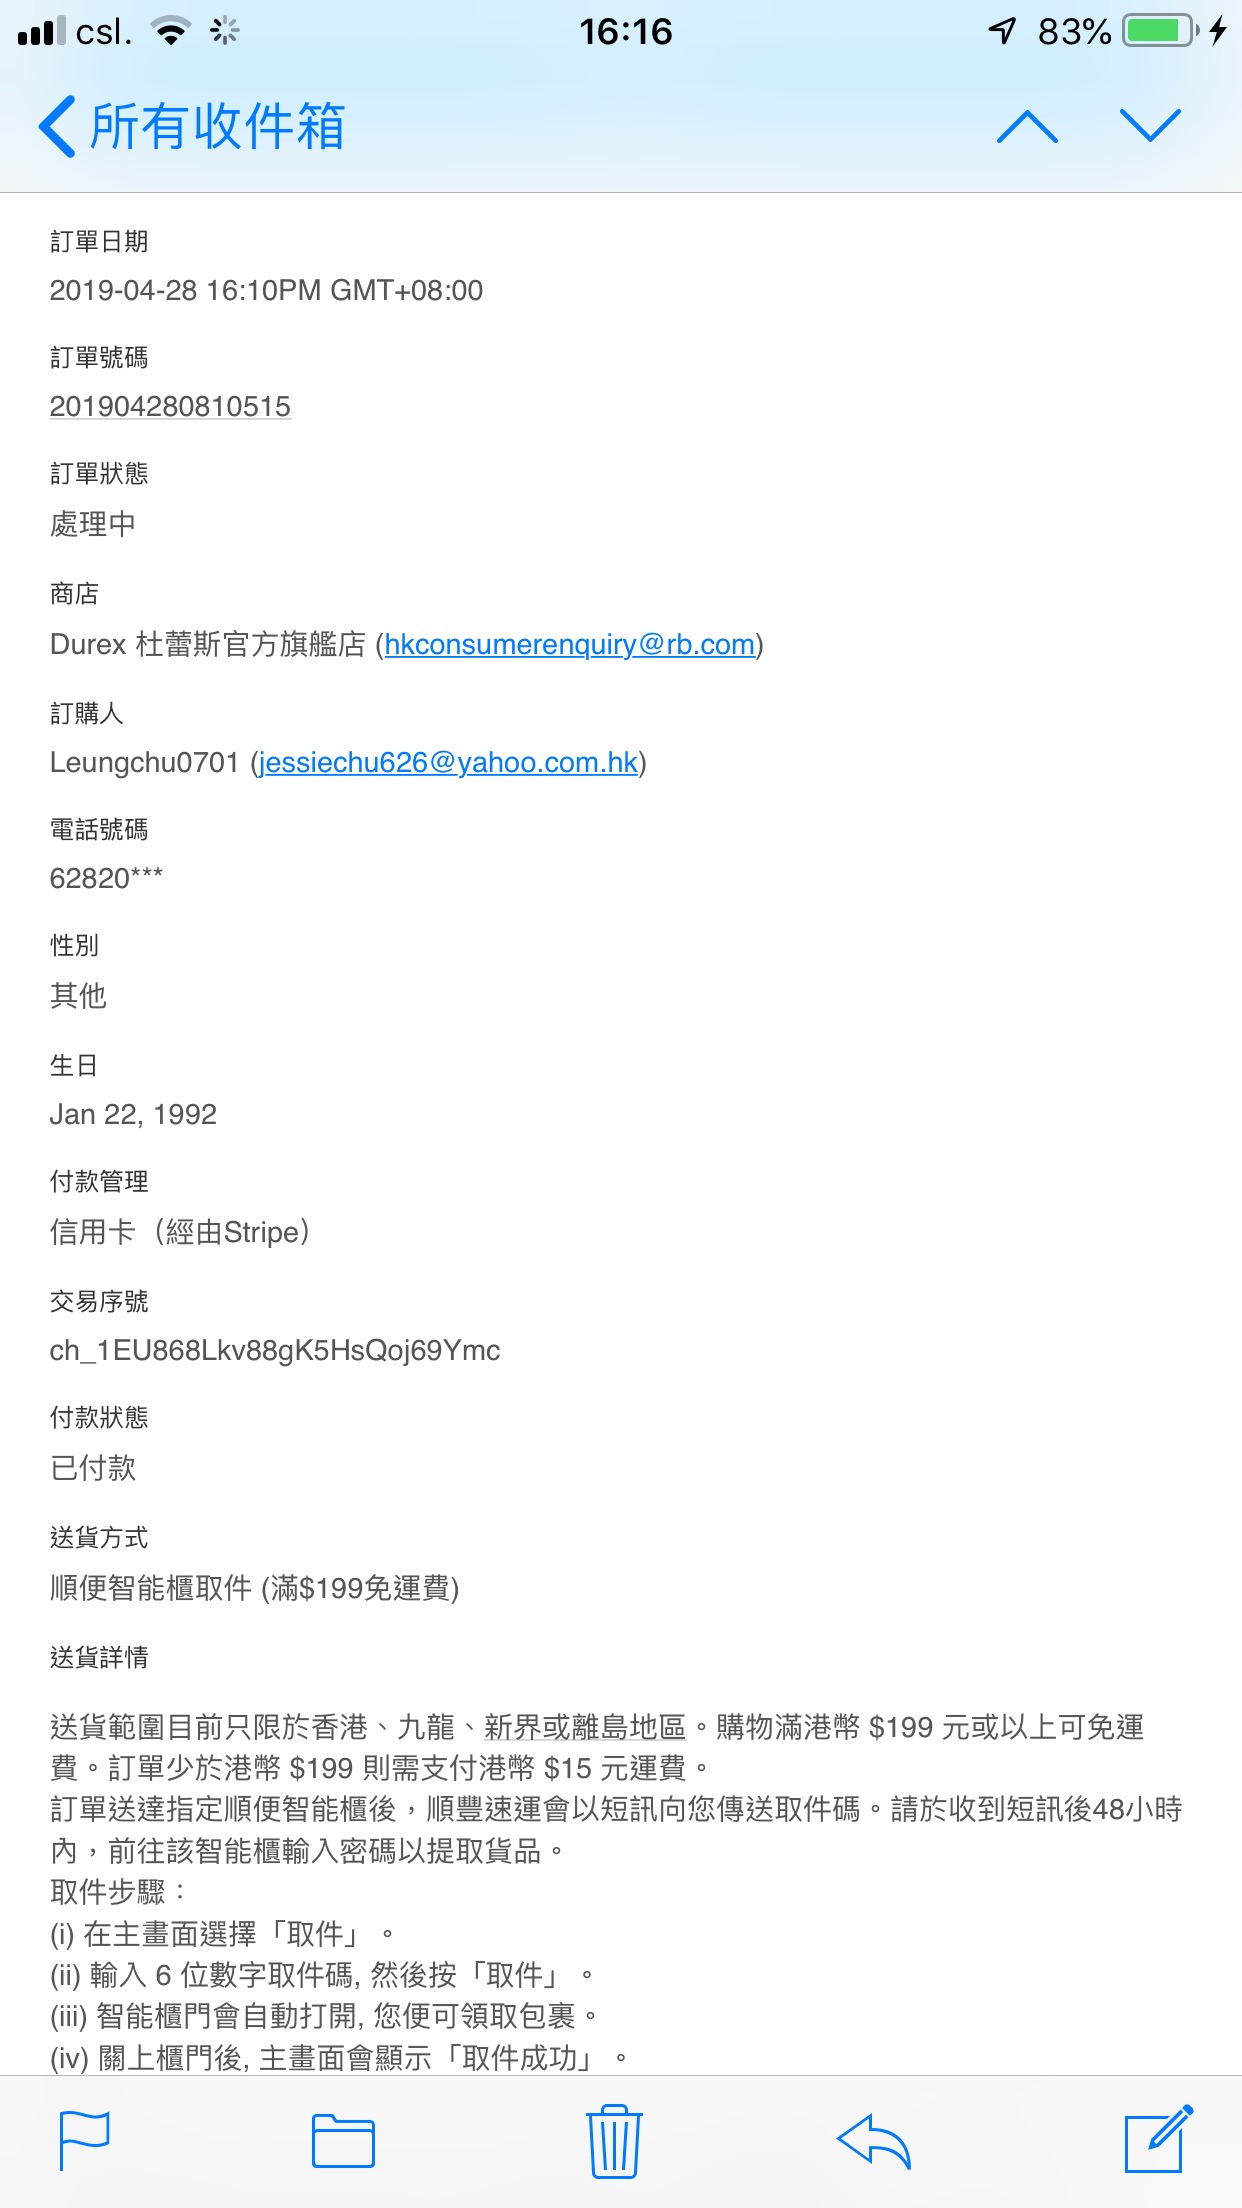 csl. 16:16 83%
所有收件箱
訂單日期
2019-04-28 16:10PM GMT+08:00
訂單號碼
201904280810515
訂單狀態
處理中
商店
Durex 杜蕾斯官方旗艦店 (hkconsumerenquiry@rb.com)
訂購人
Leungchu0701 (jessiechu626@yahoo.com.hk)
電話號碼
62820***
性別
其他
生日
Jan 22, 1992
付款管理
信用卡（經由Stripe）
交易序號
ch_1EU868Lkv88gK5HsQoj69Ymc
付款狀態
已付款
送貨方式
順便智能櫃取件 (滿$199免運費)
送貨詳情
送貨範圍目前只限於香港、九龍、新界或離島地區。購物滿港幣 $199 元或以上可免運
費。訂單少於港幣 $199 則需支付港幣 $15 元運費。
訂單送達指定順便智能櫃後，順豐速運會以短訊向您傳送取件碼。請於收到短訊後48小時
內，前往該智能櫃輸入密碼以提取貨品。
取件步驟：
(i) 在主畫面選擇「取件」。
(ii) 輸入 6 位數字取件碼, 然後按「取件」。
(iii) 智能櫃門會自動打開, 您便可領取包裹。
(iv) 關上櫃門後, 主畫面會顯示「取件成功」。